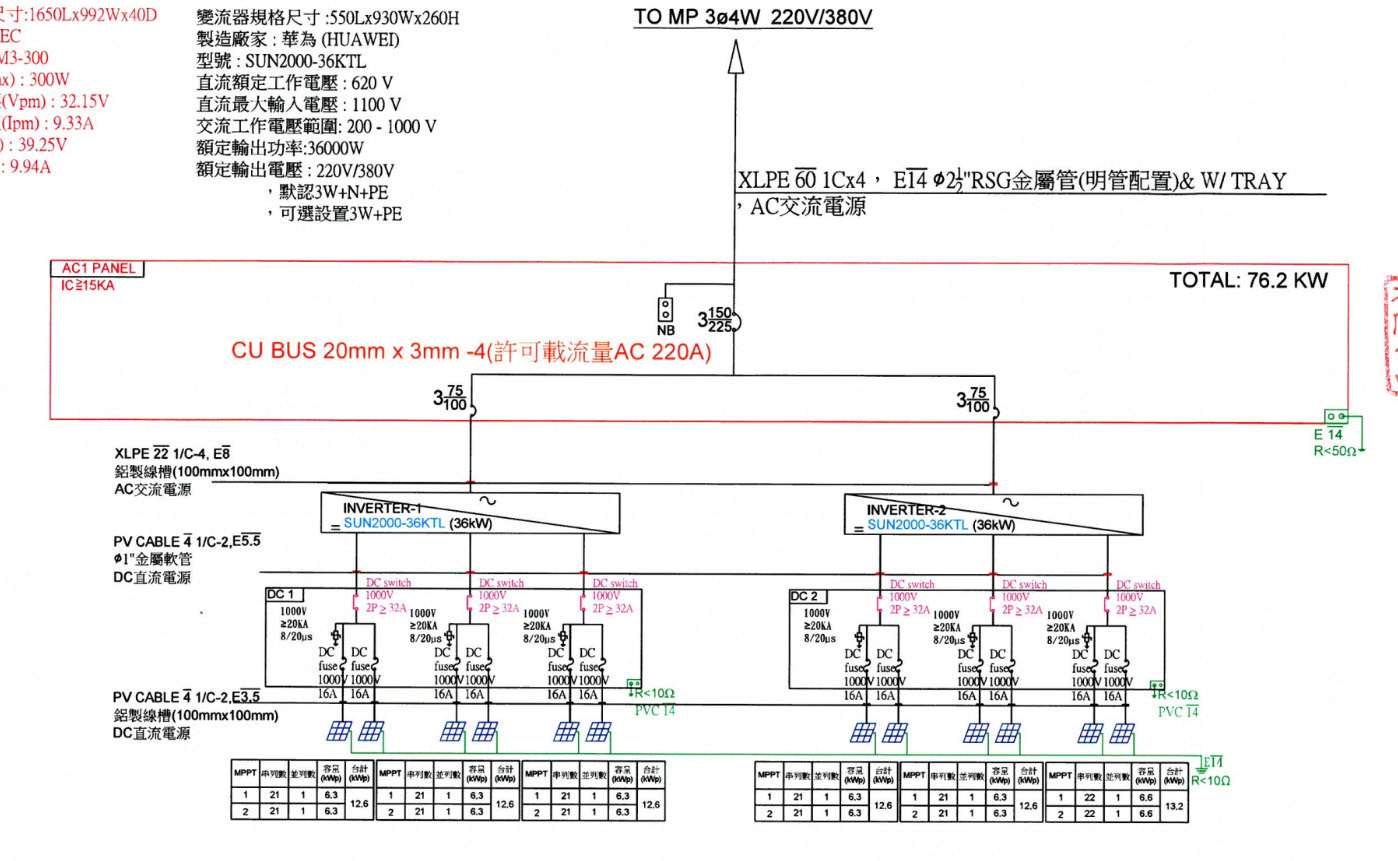 尺寸:1650Lx992Wx40D
EC
M3-300
x) : 300W
(Vpm) : 32.15V
(Ipm) : 9.33A
) : 39.25V
: 9.94A
變流器規格尺寸 :550Lx930Wx260H
製造廠家 : 華為 (HUAWEI)
型號 : SUN2000-36KTL
直流額定工作電壓 : 620 V
直流最大輸入電壓 : 1100 V
交流工作電壓範圍: 200 - 1000 V
額定輸出功率:36000W
額定輸出電壓 : 220V/380V
，默認3W+N+PE
，可選設置3W+PE
TO MP 3ø4W 220V/380V
XLPE 60 1Cx4， E14 ø2½"RSG金屬管(明管配置)& W/ TRAY
，AC交流電源
AC1 PANEL
IC≧15KA
TOTAL: 76.2 KW
NB
3 150/225
CU BUS 20mm x 3mm -4(許可載流量AC 220A)
3 75/100
3 75/100
E 14
R<50Ω
XLPE 22 1/C-4, E8
鋁製線槽(100mmx100mm)
AC交流電源
INVERTER-1
SUN2000-36KTL (36kW)
INVERTER-2
SUN2000-36KTL (36kW)
PV CABLE 4 1/C-2,E5.5
ø1"金屬軟管
DC直流電源
DC 1
DC switch
1000V
2P ≥ 32A
DC switch
1000V
2P ≥ 32A
DC switch
1000V
2P ≥ 32A
1000V
≥20KA
8/20µs
1000V
≥20KA
8/20µs
1000V
≥20KA
8/20µs
DC DC
fuse fuse
1000V 1000V
16A 16A
DC DC
fuse fuse
1000V 1000V
16A 16A
DC DC
fuse fuse
1000V 1000V
16A 16A
R<10Ω
PVC 14
DC 2
DC switch
1000V
2P ≥ 32A
DC switch
1000V
2P ≥ 32A
DC switch
1000V
2P ≥ 32A
1000V
≥20KA
8/20µs
1000V
≥20KA
8/20µs
1000V
≥20KA
8/20µs
DC DC
fuse fuse
1000V 1000V
16A 16A
DC DC
fuse fuse
1000V 1000V
16A 16A
DC DC
fuse fuse
1000V 1000V
16A 16A
R<10Ω
PVC 14
PV CABLE 4 1/C-2,E3.5
鋁製線槽(100mmx100mm)
DC直流電源
E14
R<10Ω
MPPT 串列數 並列數 容量(kWp) 合計(kWp)
1 21 1 6.3 12.6
2 21 1 6.3
MPPT 串列數 並列數 容量(kWp) 合計(kWp)
1 21 1 6.3 12.6
2 21 1 6.3
MPPT 串列數 並列數 容量(kWp) 合計(kWp)
1 21 1 6.3 12.6
2 21 1 6.3
MPPT 串列數 並列數 容量(kWp) 合計(kWp)
1 21 1 6.3 12.6
2 21 1 6.3
MPPT 串列數 並列數 容量(kWp) 合計(kWp)
1 21 1 6.3 12.6
2 21 1 6.3
MPPT 串列數 並列數 容量(kWp) 合計(kWp)
1 22 1 6.6 13.2
2 22 1 6.6